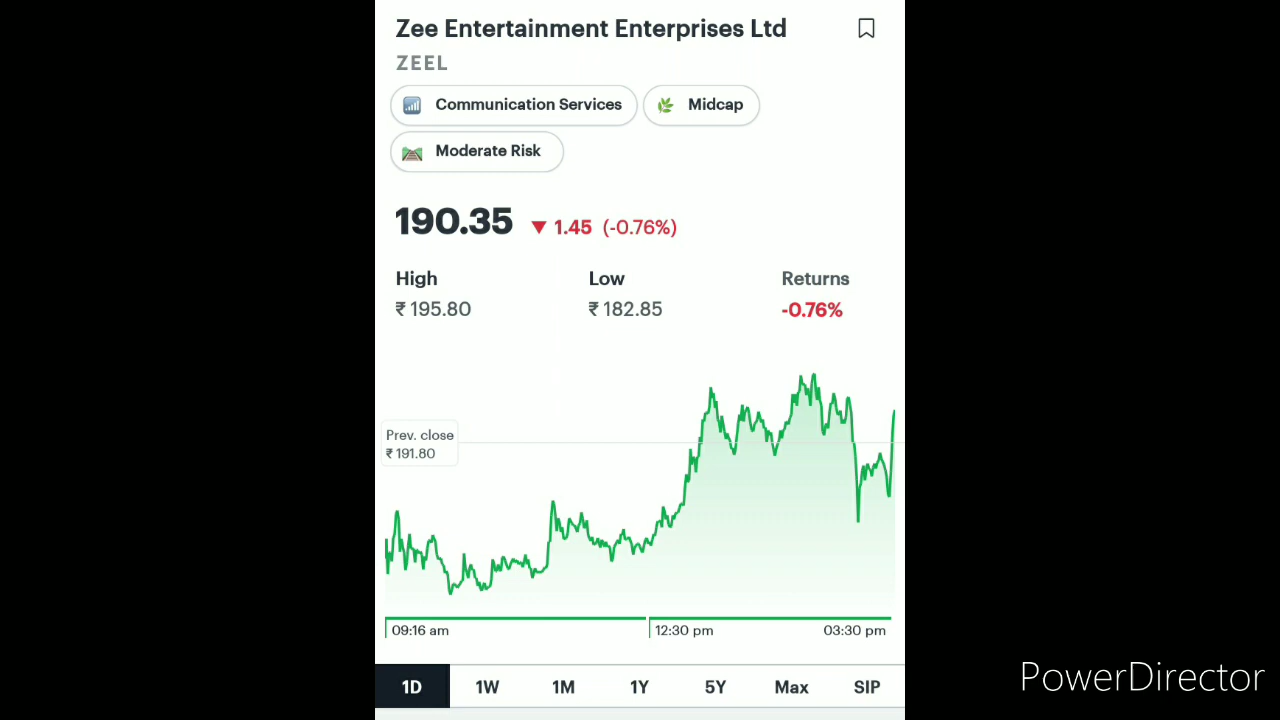 Zee Entertainment Enterprises Ltd
ZEEL
Communication Services Midcap
Moderate Risk
190.35 ▼ 1.45 (-0.76%)
High Low Returns
₹ 195.80 ₹ 182.85 -0.76%
Prev. close
₹ 191.80
09:16 am 12:30 pm 03:30 pm
1D 1W 1M 1Y 5Y Max SIP
PowerDirector